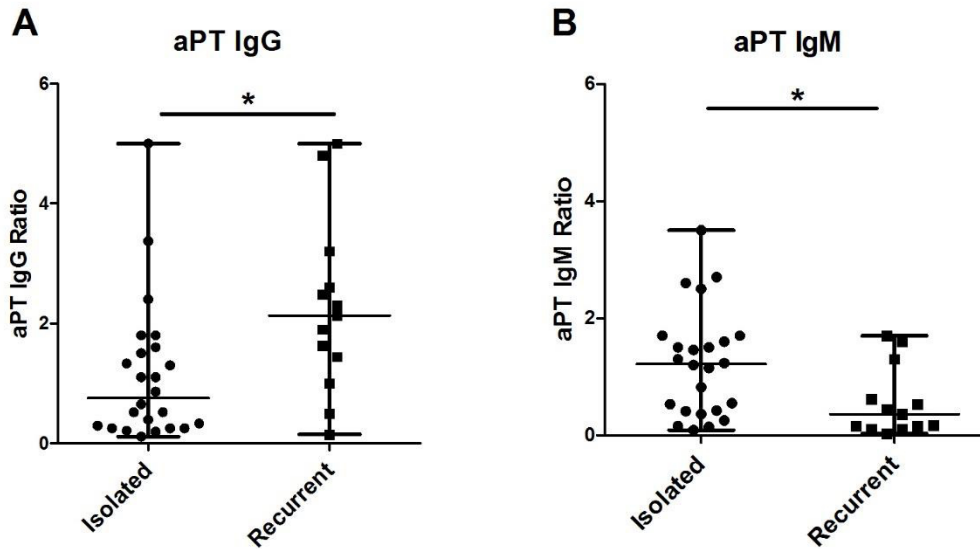 A
aPT IgG
aPT IgG Ratio
6
4
2
0
*
Isolated
Recurrent
B
aPT IgM
aPT IgM Ratio
6
4
2
0
*
Isolated
Recurrent